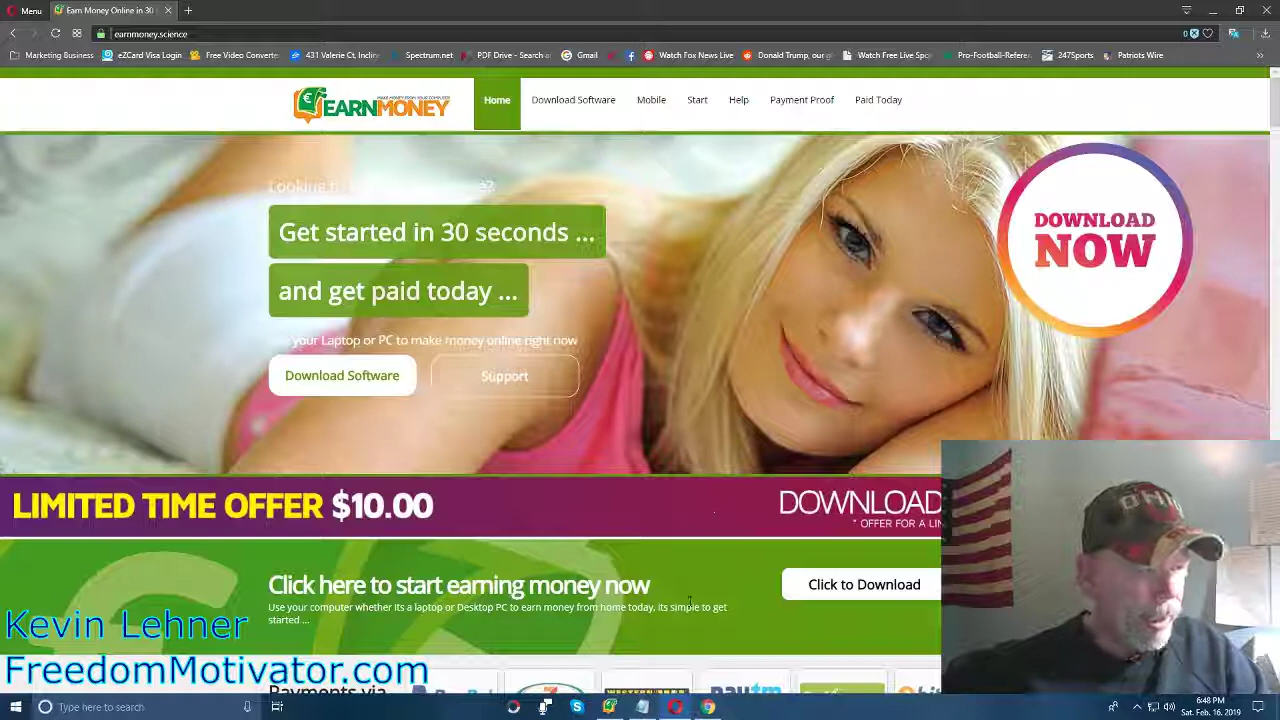 Menu
Earn Money Online in 30
earnmoney.science
0
Marketing Business
eZCard Visa Login
Free Video Converte
431 Valerie Ct, Inclin
Spectrum.net
PDF Drive - Search a
Gmail
Watch Fox News Live
Donald Trump, our g
Watch Free Live Spo
Pro-Football-Referen
247Sports
Patriots Wire
MAKE MONEY FROM YOUR COMPUTER
EARNMONEY
Home
Download Software
Mobile
Start
Help
Payment Proof
Paid Today
Get started in 30 seconds ...
and get paid today ...
your Laptop or PC to make money online right now
Download Software
Support
DOWNLOAD
NOW
LIMITED TIME OFFER $10.00
DOWNLOAD
* OFFER FOR A LIM
Click here to start earning money now
Use your computer whether its a laptop or Desktop PC to earn money from home today, its simple to get
started ...
Click to Download
Kevin Lehner
FreedomMotivator.com
Payments via
Type here to search
6:48 PM
Sat. Feb. 16, 2019